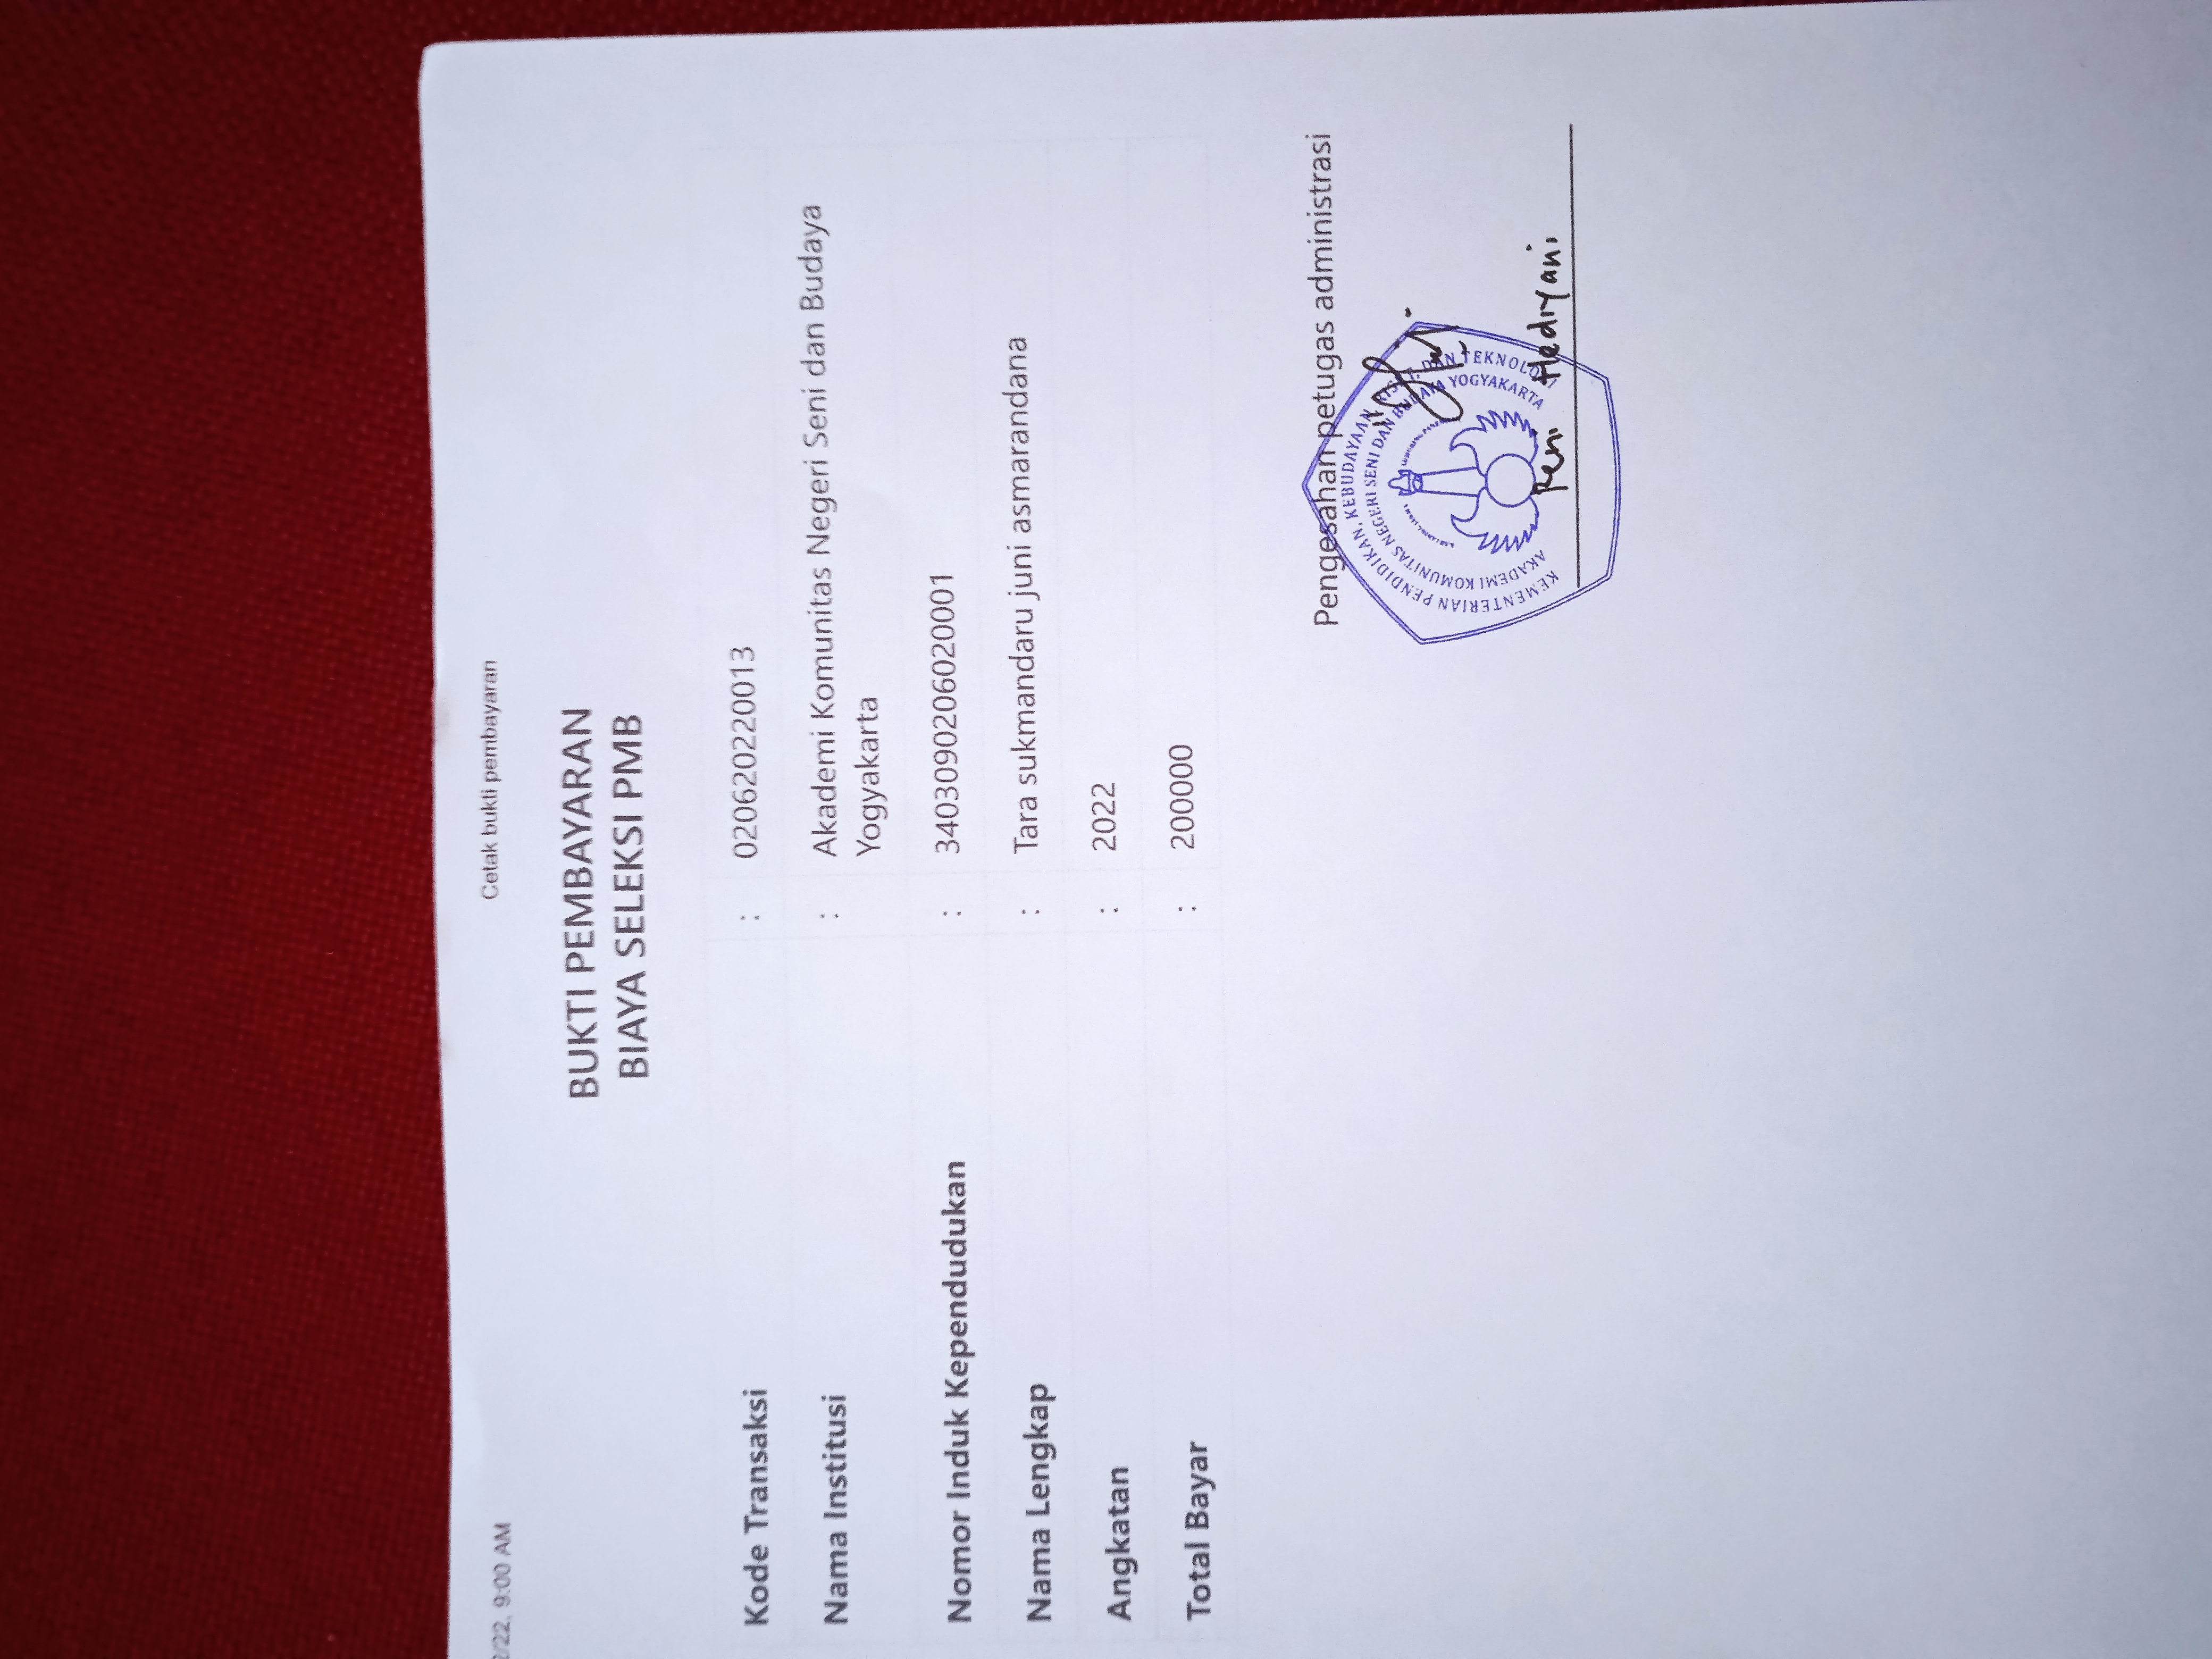 2/22, 9:00 AM
Cetak bukti pembayaran
BUKTI PEMBAYARAN
BIAYA SELEKSI PMB
Kode Transaksi : 020620220013
Nama Institusi : Akademi Komunitas Negeri Seni dan Budaya
Yogyakarta
Nomor Induk Kependudukan : 3403090206020001
Nama Lengkap : Tara sukmandaru juni asmarandana
Angkatan : 2022
Total Bayar : 200000
Pengesahan petugas administrasi
KEMENTERIAN PENDIDIKAN, KEBUDAYAAN, RISET, DAN TEKNOLOGI
AKADEMI KOMUNITAS NEGERI SENI DAN BUDAYA YOGYAKARTA
Reni Hediyani